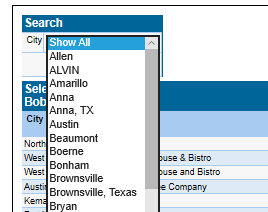 Search
City
Show All
Allen
ALVIN
Amarillo
Anna
Anna, TX
Austin
Beaumont
Boerne
Bonham
Brownsville
Brownsville, Texas
Bryan
Sele
Bob
City
North
West
ouse & Bistro
West
ouse and Bistro
Austin
e Company
Kema